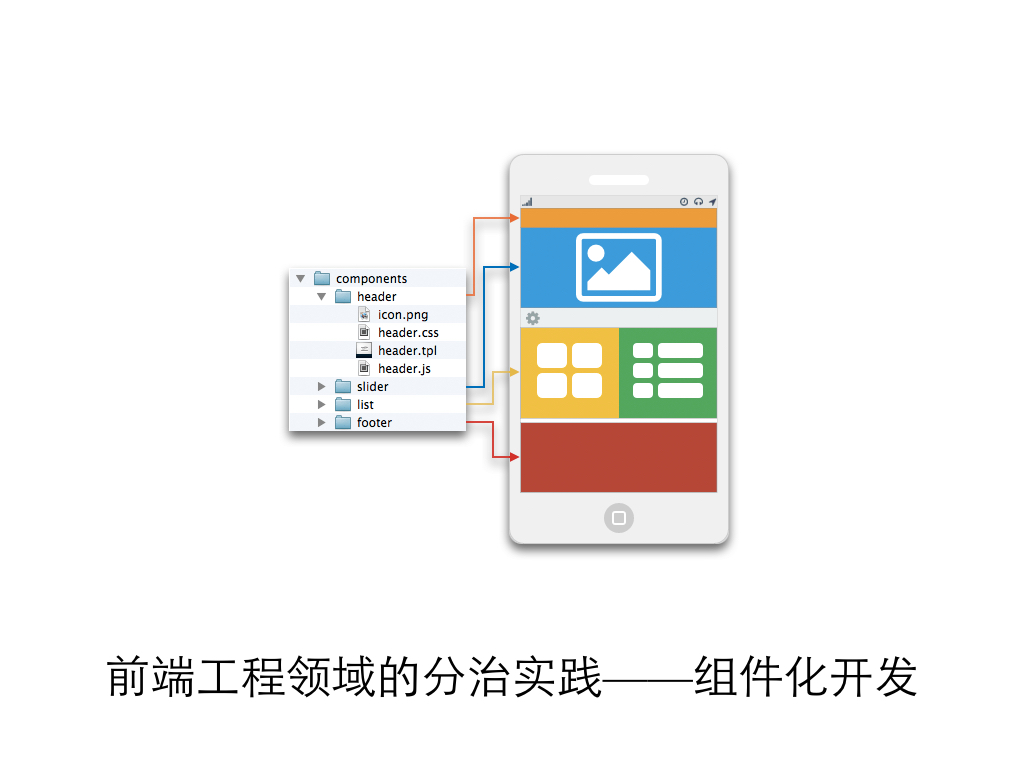 components
header
icon.png
header.css
header.tpl
header.js
slider
list
footer
前端工程领域的分治实践——组件化开发